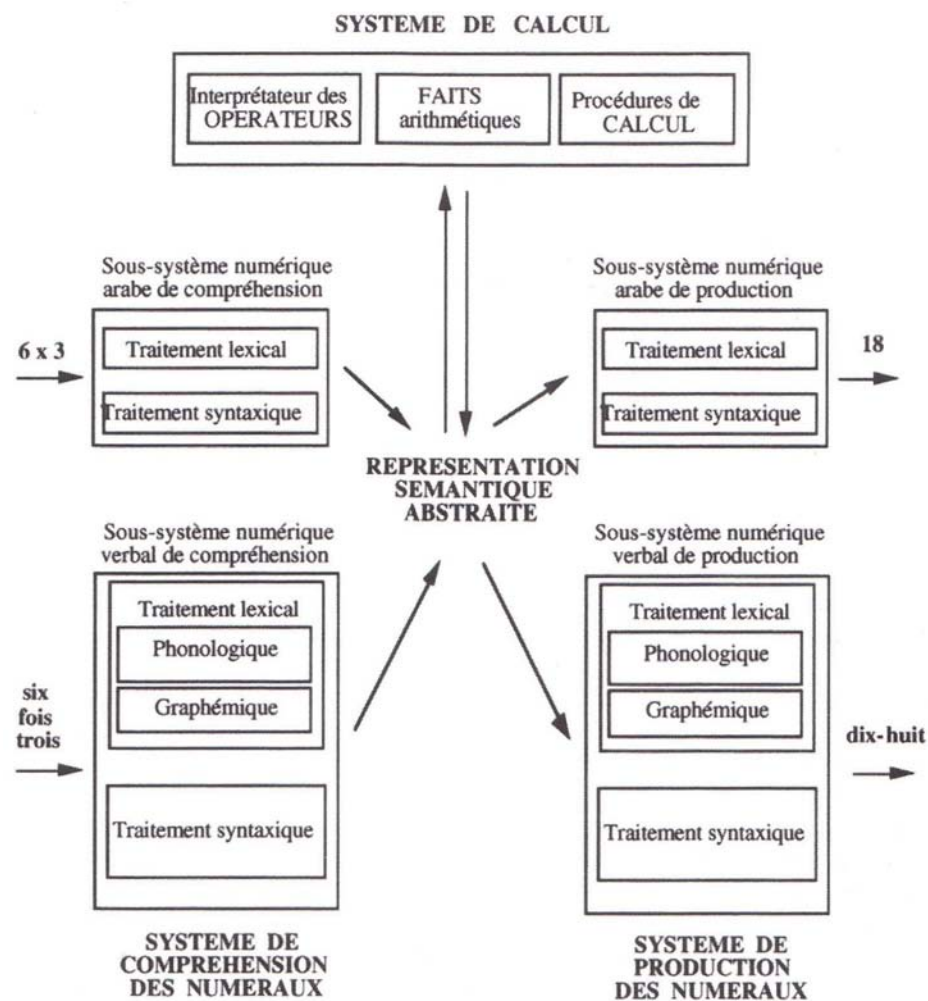 SYSTEME DE CALCUL
Interprétateur des
OPERATEURS
FAITS
arithmétiques
Procédures de
CALCUL
Sous-système numérique
arabe de compréhension
6 x 3
Traitement lexical
Traitement syntaxique
Sous-système numérique
arabe de production
Traitement lexical
Traitement syntaxique
18
REPRESENTATION
SEMANTIQUE
ABSTRAITE
Sous-système numérique
verbal de compréhension
Traitement lexical
Phonologique
Graphémique
six
fois
trois
Traitement syntaxique
Sous-système numérique
verbal de production
Traitement lexical
Phonologique
Graphémique
dix-huit
Traitement syntaxique
SYSTEME DE
COMPREHENSION
DES NUMERAUX
SYSTEME DE
PRODUCTION
DES NUMERAUX